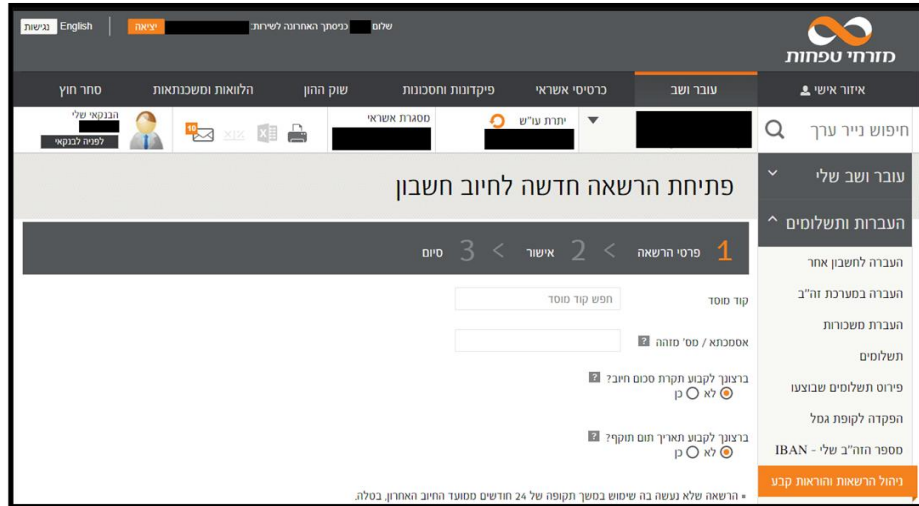 שלום
כניסתך האחרונה לשירות:
יציאה
English
נגישות
מזרחי טפחות
איזור אישי
עובר ושב
כרטיסי אשראי
פיקדונות וחסכונות
שוק ההון
הלוואות ומשכנתאות
סחר חוץ
חיפוש נייר ערך
יתרת עו"ש
מסגרת אשראי
10
הבנקאי שלי
לפניה לבנקאי
עובר ושב שלי
העברות ותשלומים
העברה לחשבון אחר
העברה במערכת זה"ב
העברת משכורות
תשלומים
פירוט תשלומים שבוצעו
הפקדה לקופת גמל
מספר הזה"ב שלי - IBAN
ניהול הרשאות והוראות קבע
פתיחת הרשאה חדשה לחיוב חשבון
1 פרטי הרשאה > 2 אישור > 3 סיום
קוד מוסד
חפש קוד מוסד
אסמכתא / מס' מזהה ?
ברצונך לקבוע תקרת סכום חיוב? ?
לא כן
ברצונך לקבוע תאריך תום תוקף? ?
לא כן
הרשאה שלא נעשה בה שימוש במשך תקופה של 24 חודשים ממועד החיוב האחרון, בטלה.